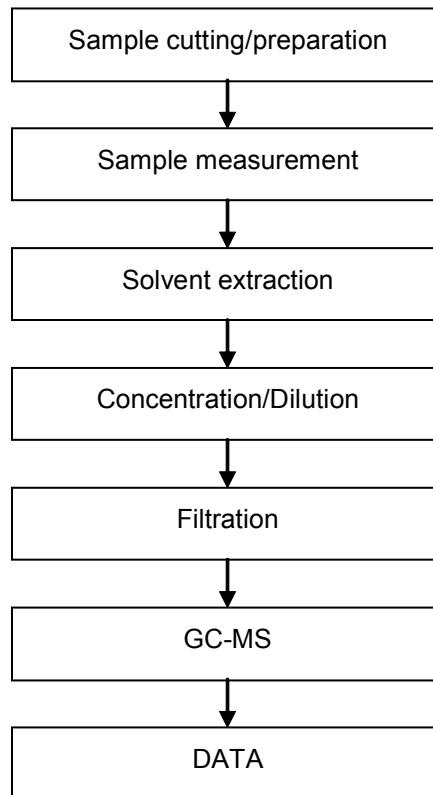 Sample cutting/preparation
Sample measurement
Solvent extraction
Concentration/Dilution
Filtration
GC-MS
DATA